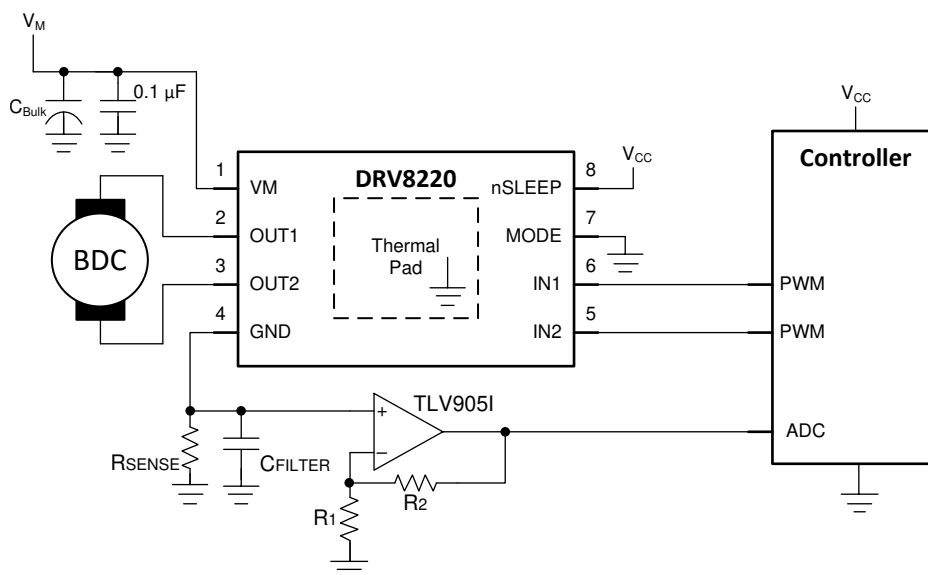 VM
CBulk
0.1 µF
DRV8220
Thermal
Pad
1
VM
2
OUT1
3
OUT2
4
GND
8
nSLEEP
7
MODE
6
IN1
5
IN2
VCC
BDC
VCC
Controller
PWM
PWM
ADC
TLV905I
+
−
RSENSE
CFILTER
R2
R1